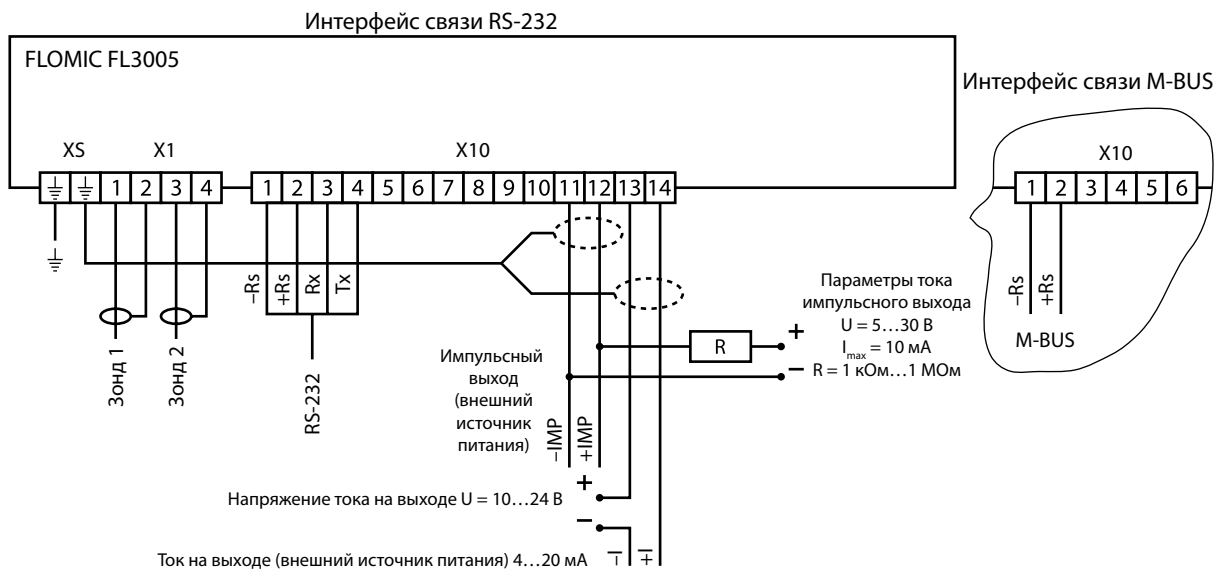 Интерфейс связи RS-232
FLOMIC FL3005
XS X1 X10
1 2 3 4
1 2 3 4 5 6 7 8 9 10 11 12 13 14
–Rs
+Rs
Rx
Tx
RS-232
Зонд 1
Зонд 2
Интерфейс связи M-BUS
X10
1 2 3 4 5 6
–Rs
+Rs
M-BUS
Параметры тока
импульсного выхода
U = 5…30 В
Imax = 10 мА
R = 1 кОм…1 МОм
R
+
–
Импульсный
выход
(внешний
источник
питания)
–IMP
+IMP
+
Напряжение тока на выходе U = 10…24 В
–
Ток на выходе (внешний источник питания) 4…20 мА
–I
+I